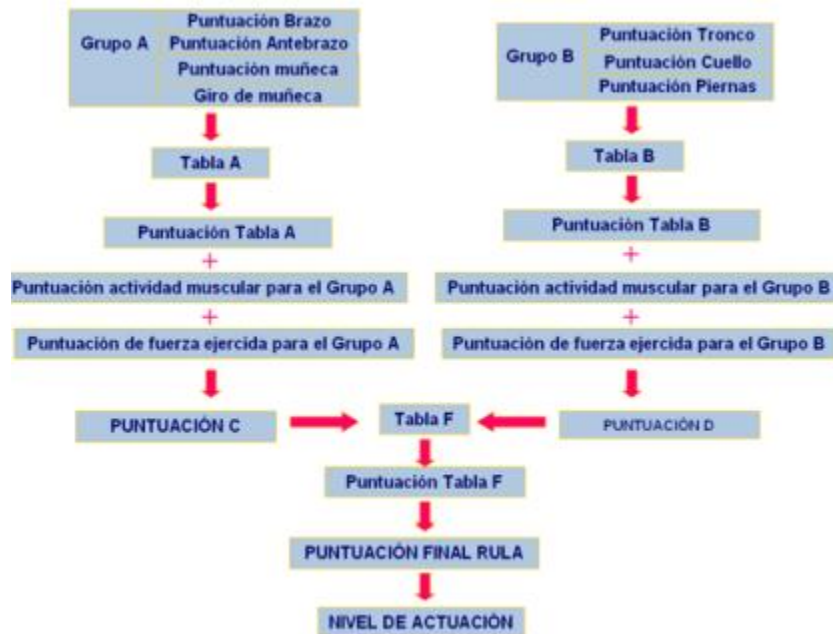 Grupo A
Puntuación Brazo
Puntuación Antebrazo
Puntuación muñeca
Giro de muñeca
Tabla A
Puntuación Tabla A
+
Puntuación actividad muscular para el Grupo A
+
Puntuación de fuerza ejercida para el Grupo A
PUNTUACIÓN C
Grupo B
Puntuación Tronco
Puntuación Cuello
Puntuación Piernas
Tabla B
Puntuación Tabla B
+
Puntuación actividad muscular para el Grupo B
+
Puntuación de fuerza ejercida para el Grupo B
PUNTUACIÓN D
Tabla F
Puntuación Tabla F
PUNTUACIÓN FINAL RULA
NIVEL DE ACTUACIÓN